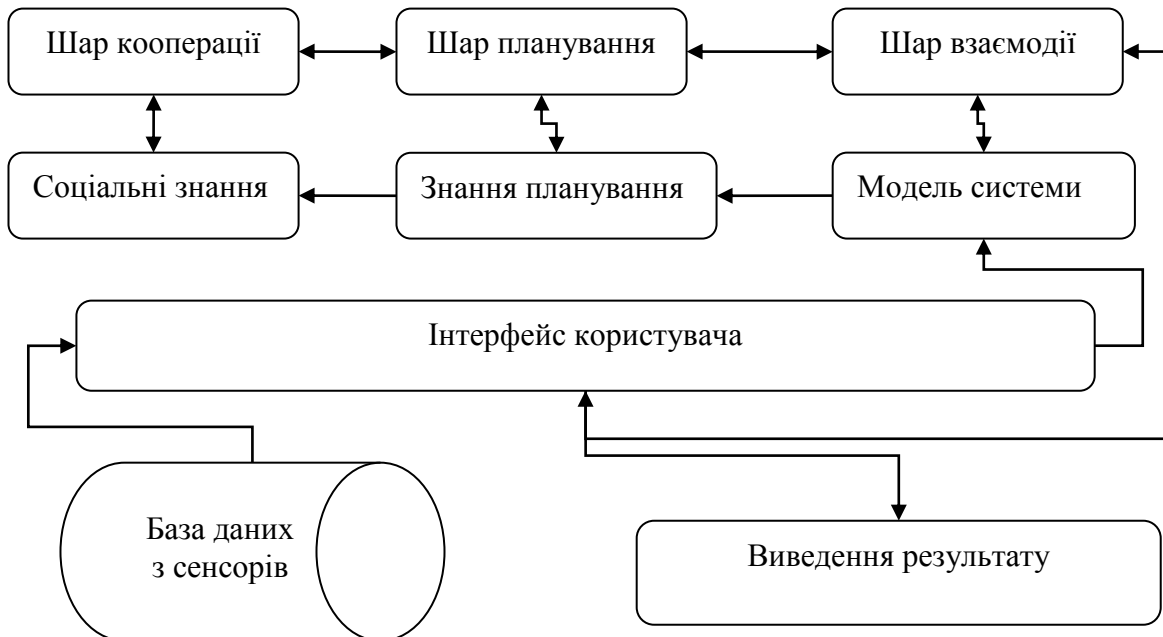 Шар кооперації
Шар планування
Шар взаємодії
Соціальні знання
Знання планування
Модель системи
Інтерфейс користувача
База даних
з сенсорів
Виведення результату